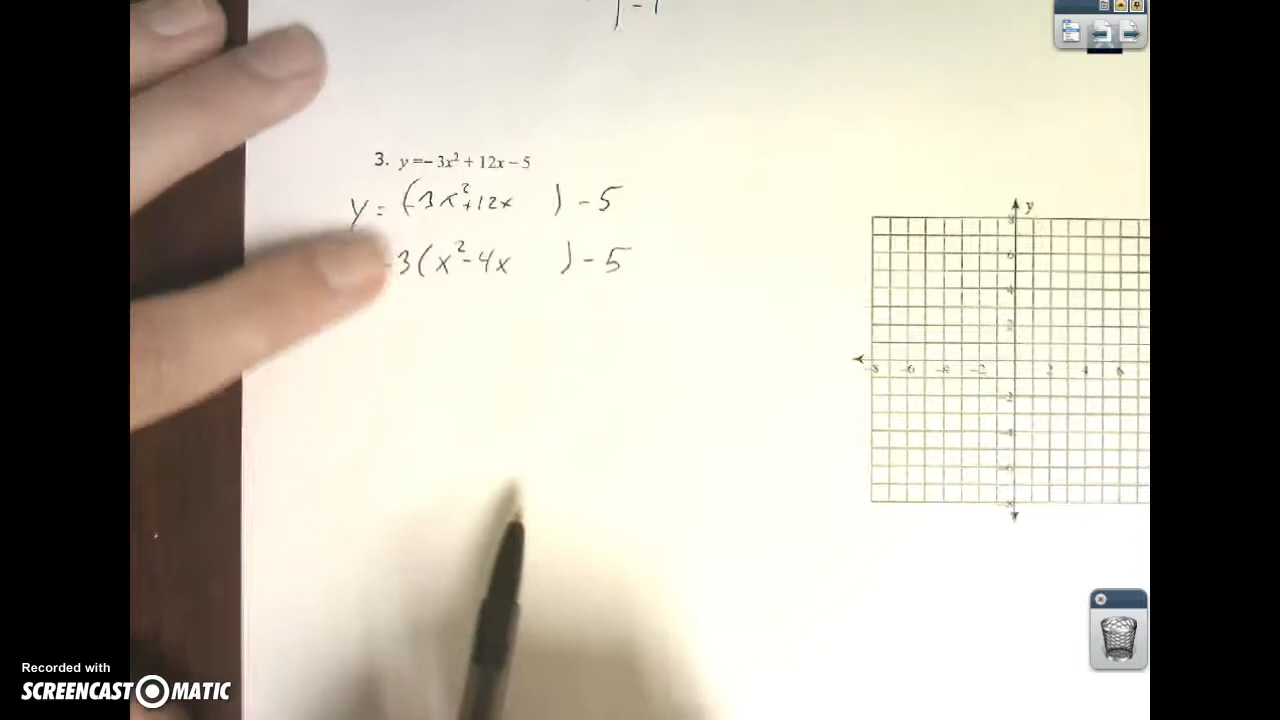 3. y = – 3x² + 12x – 5
y = (-3x²+12x ) - 5
-3(x²-4x ) - 5
y
8
6
4
2
-8 -6 -4 -2 2 4 6
-2
-4
-6
-8
Recorded with
SCREENCAST-O-MATIC